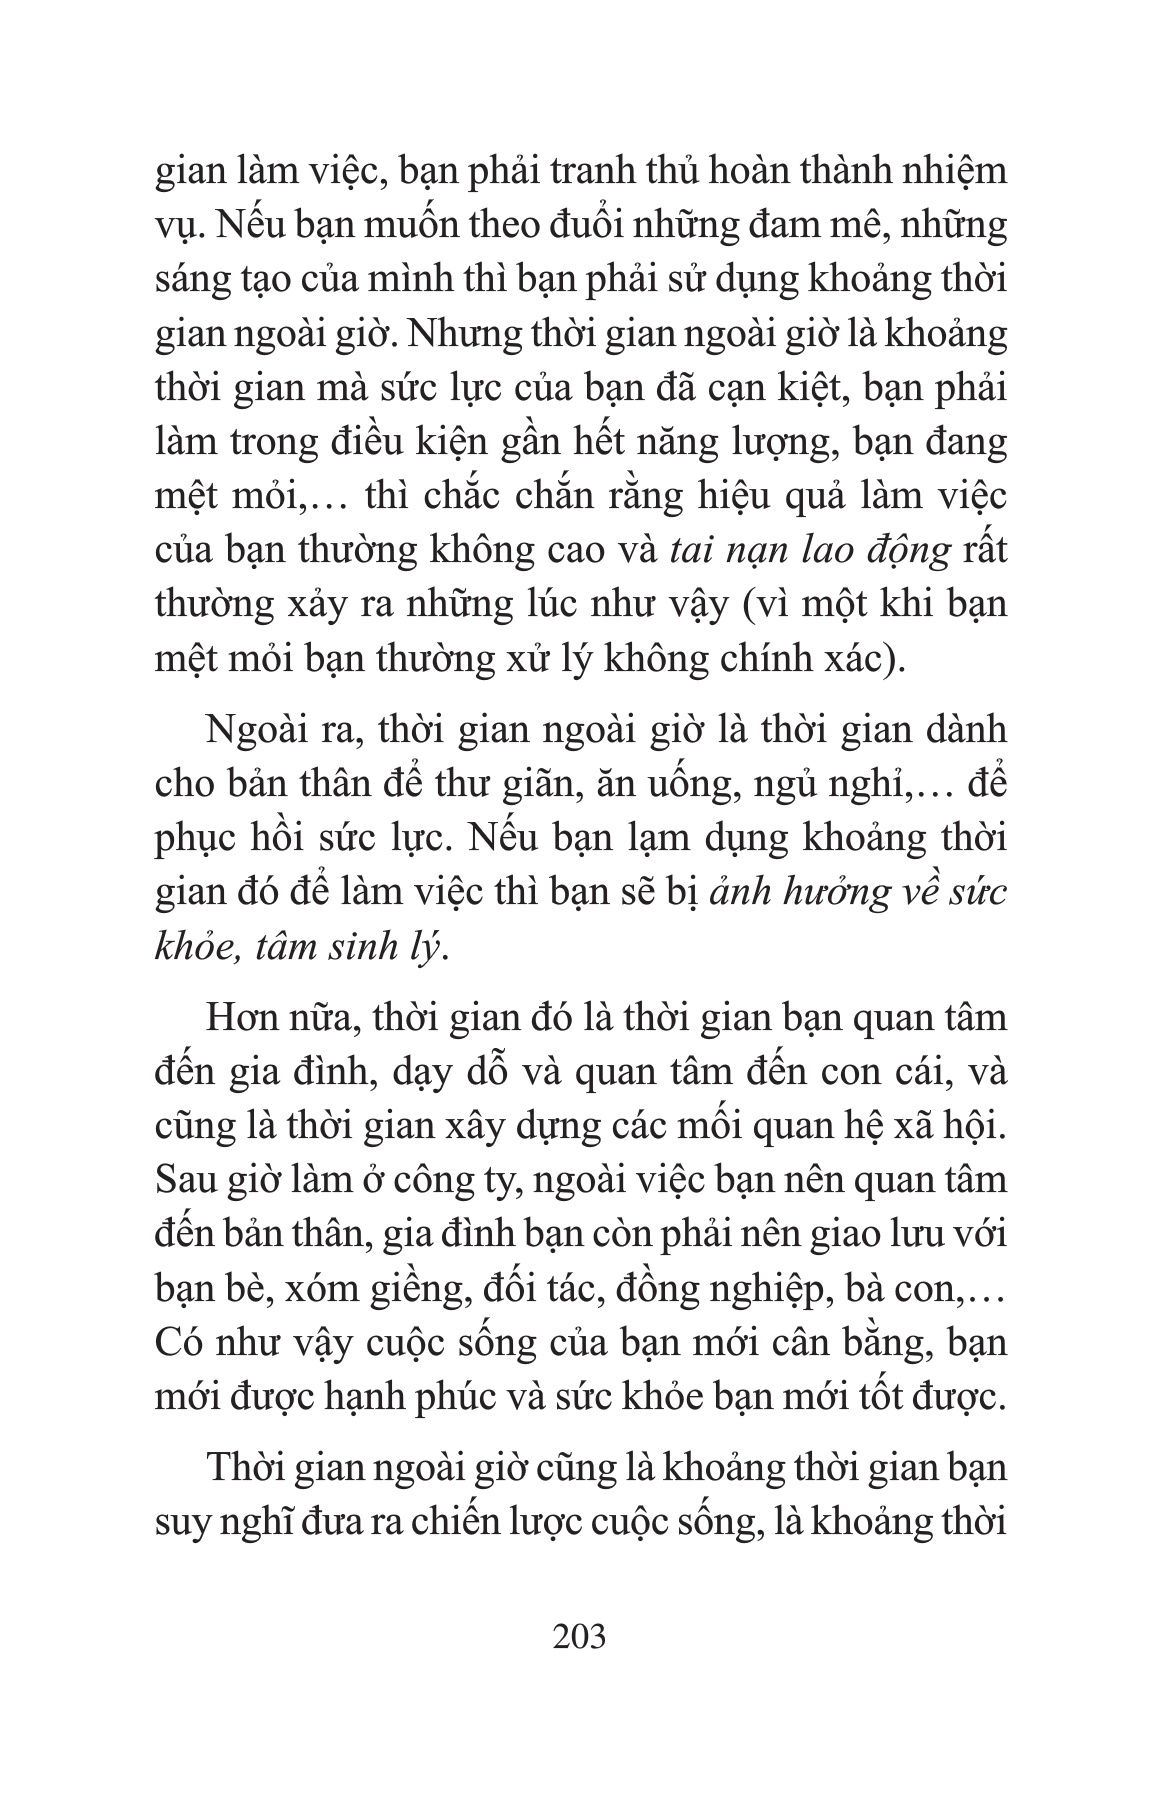 gian làm việc, bạn phải tranh thủ hoàn thành nhiệm
vụ. Nếu bạn muốn theo đuổi những đam mê, những
sáng tạo của mình thì bạn phải sử dụng khoảng thời
gian ngoài giờ. Nhưng thời gian ngoài giờ là khoảng
thời gian mà sức lực của bạn đã cạn kiệt, bạn phải
làm trong điều kiện gần hết năng lượng, bạn đang
mệt mỏi,… thì chắc chắn rằng hiệu quả làm việc
của bạn thường không cao và tai nạn lao động rất
thường xảy ra những lúc như vậy (vì một khi bạn
mệt mỏi bạn thường xử lý không chính xác).
Ngoài ra, thời gian ngoài giờ là thời gian dành
cho bản thân để thư giãn, ăn uống, ngủ nghỉ,… để
phục hồi sức lực. Nếu bạn lạm dụng khoảng thời
gian đó để làm việc thì bạn sẽ bị ảnh hưởng về sức
khỏe, tâm sinh lý.
Hơn nữa, thời gian đó là thời gian bạn quan tâm
đến gia đình, dạy dỗ và quan tâm đến con cái, và
cũng là thời gian xây dựng các mối quan hệ xã hội.
Sau giờ làm ở công ty, ngoài việc bạn nên quan tâm
đến bản thân, gia đình bạn còn phải nên giao lưu với
bạn bè, xóm giềng, đối tác, đồng nghiệp, bà con,…
Có như vậy cuộc sống của bạn mới cân bằng, bạn
mới được hạnh phúc và sức khỏe bạn mới tốt được.
Thời gian ngoài giờ cũng là khoảng thời gian bạn
suy nghĩ đưa ra chiến lược cuộc sống, là khoảng thời
203